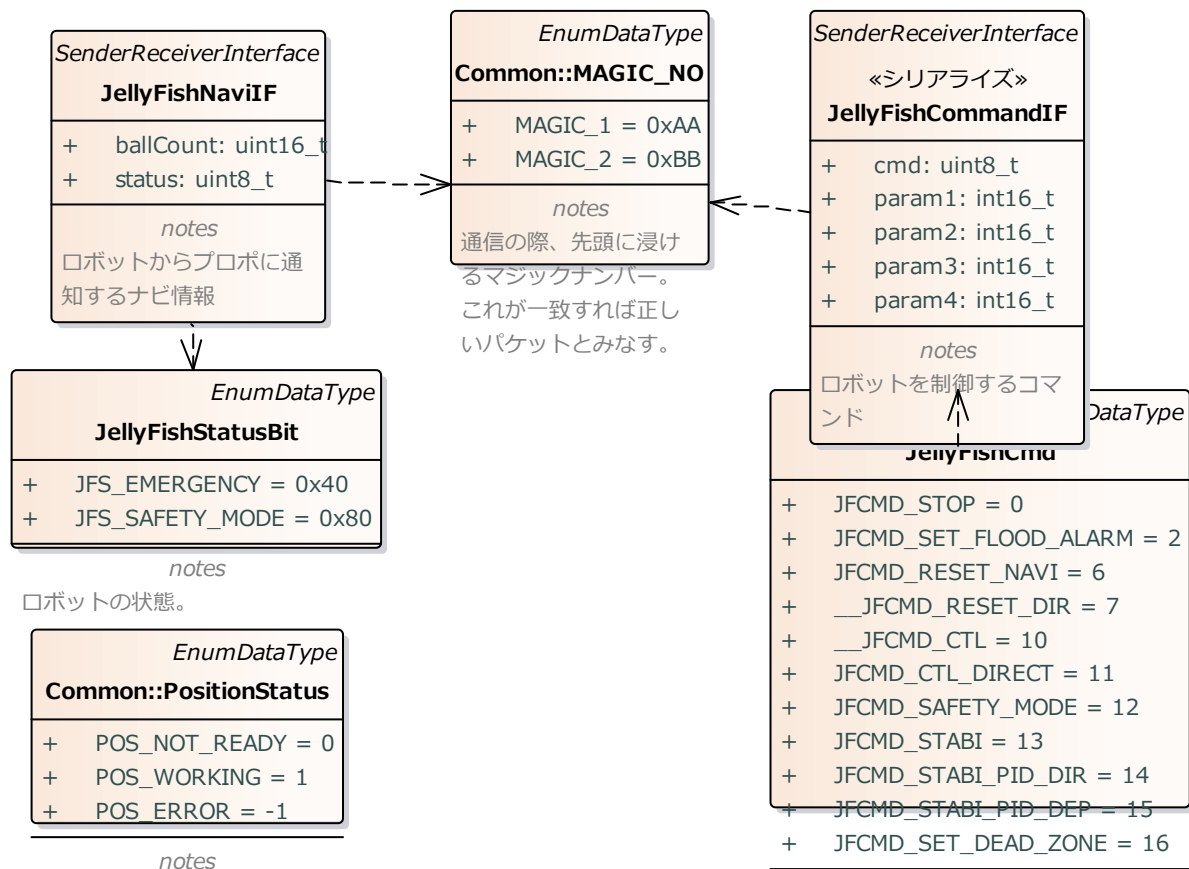 SenderReceiverInterface
JellyFishNaviIF
+ ballCount: uint16_t
+ status: uint8_t
notes
ロボットからプロポに通
知するナビ情報
EnumDataType
Common::MAGIC_NO
+ MAGIC_1 = 0xAA
+ MAGIC_2 = 0xBB
notes
通信の際、先頭に浸け
るマジックナンバー。
これが一致すれば正し
いパケットとみなす。
SenderReceiverInterface
«シリアライズ»
JellyFishCommandIF
+ cmd: uint8_t
+ param1: int16_t
+ param2: int16_t
+ param3: int16_t
+ param4: int16_t
notes
ロボットを制御するコマ
ンド
EnumDataType
JellyFishStatusBit
+ JFS_EMERGENCY = 0x40
+ JFS_SAFETY_MODE = 0x80
notes
ロボットの状態。
EnumDataType
Common::PositionStatus
+ POS_NOT_READY = 0
+ POS_WORKING = 1
+ POS_ERROR = -1
notes
DataType
JellyFishCmd
+ JFCMD_STOP = 0
+ JFCMD_SET_FLOOD_ALARM = 2
+ JFCMD_RESET_NAVI = 6
+ __JFCMD_RESET_DIR = 7
+ __JFCMD_CTL = 10
+ JFCMD_CTL_DIRECT = 11
+ JFCMD_SAFETY_MODE = 12
+ JFCMD_STABI = 13
+ JFCMD_STABI_PID_DIR = 14
+ JFCMD_STABI_PID_DEP = 15
+ JFCMD_SET_DEAD_ZONE = 16